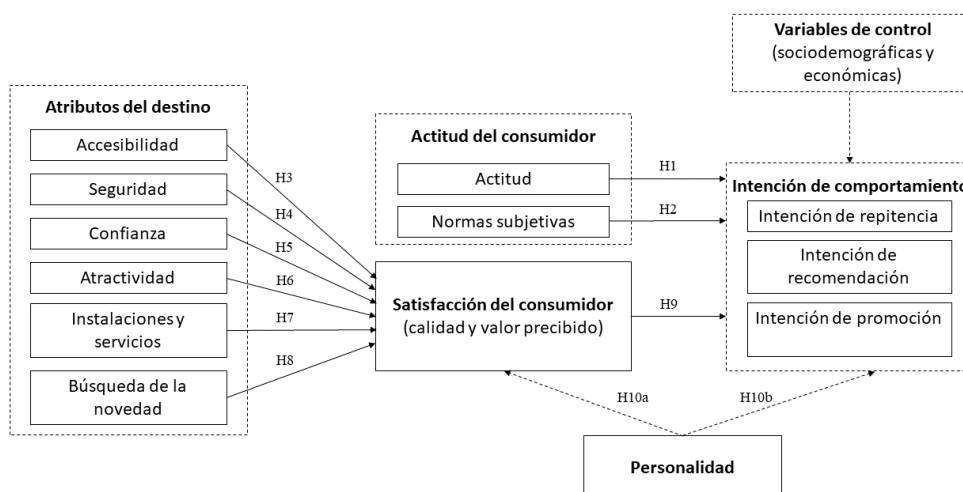 Variables de control
(sociodemográficas y
económicas)
Atributos del destino
Accesibilidad
Seguridad
Confianza
Atractividad
Instalaciones y
servicios
Búsqueda de la
novedad
H3
H4
H5
H6
H7
H8
Actitud del consumidor
Actitud
Normas subjetivas
H1
H2
Satisfacción del consumidor
(calidad y valor precibido)
H9
Intención de comportamiento
Intención de repitencia
Intención de
recomendación
Intención de promoción
H10a
H10b
Personalidad